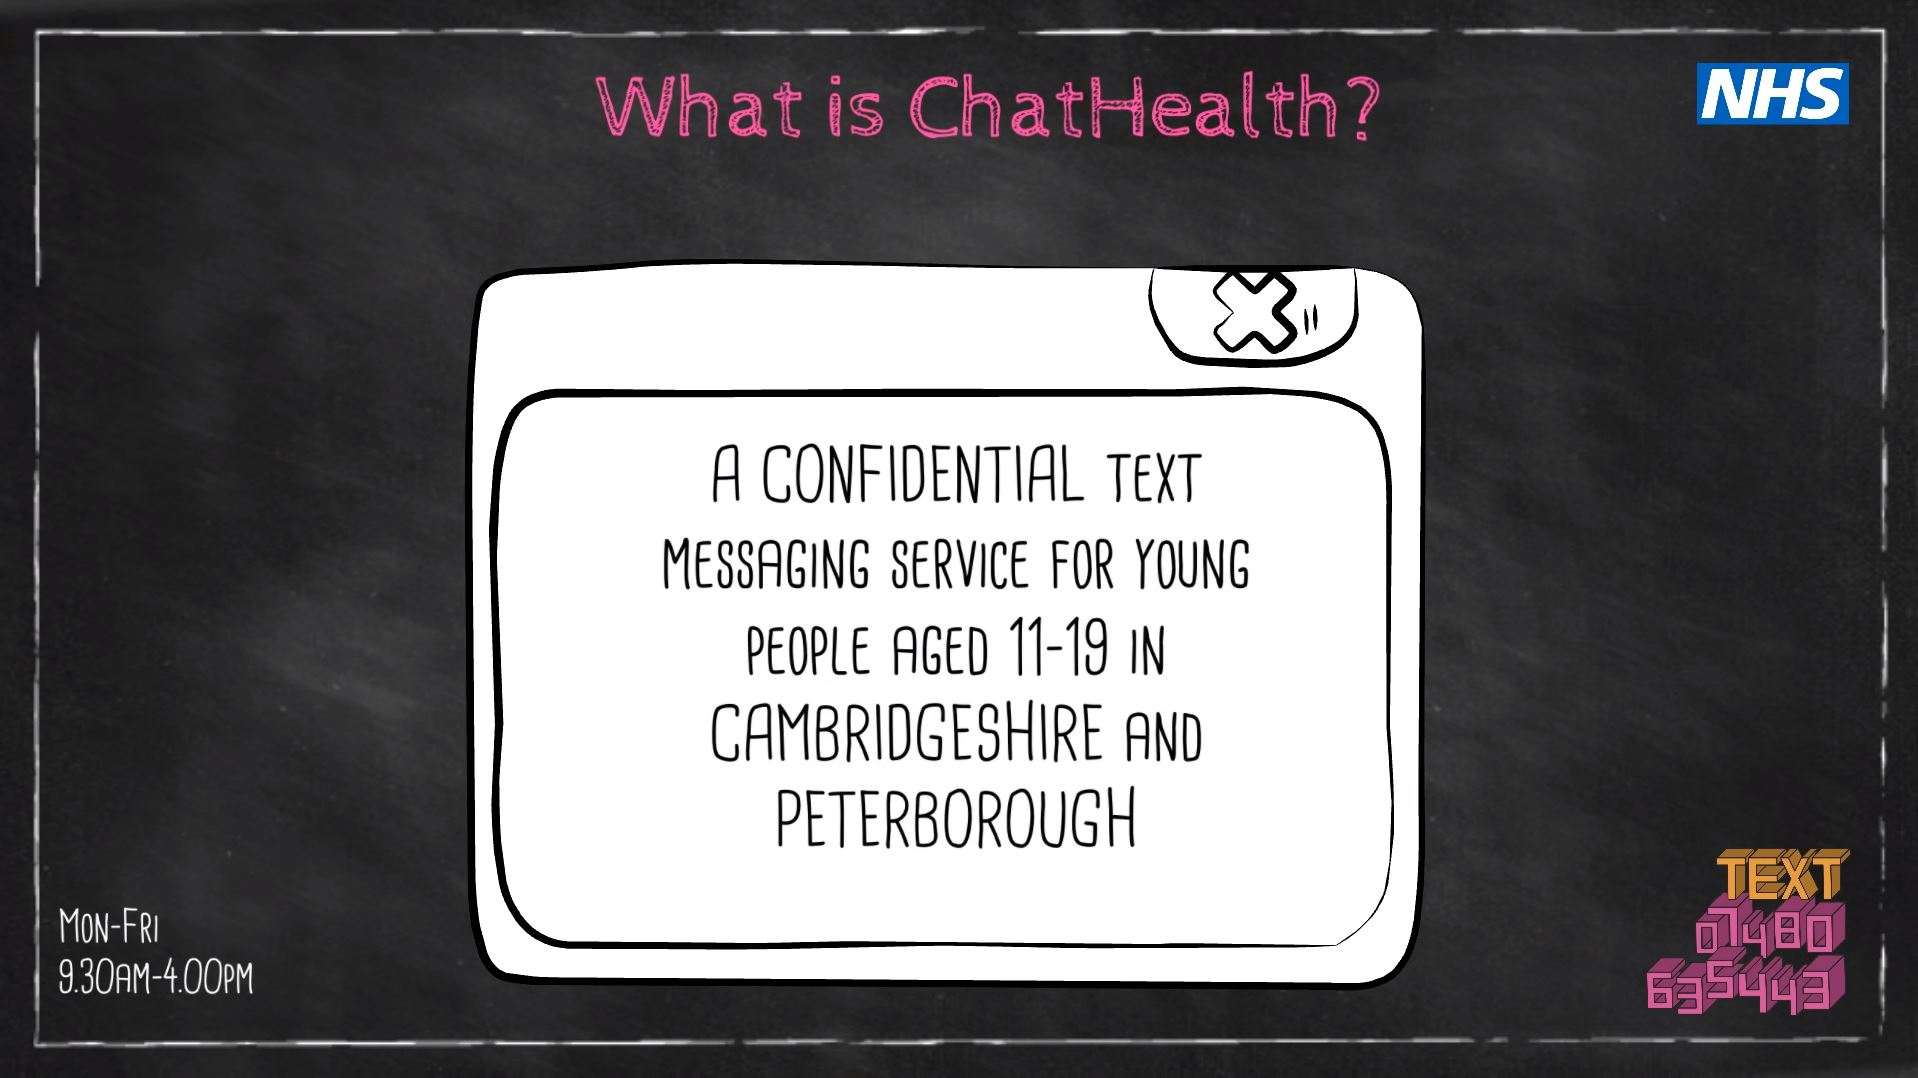 What is ChatHealth?
NHS
A CONFIDENTIAL TEXT
MESSAGING SERVICE FOR YOUNG
PEOPLE AGED 11-19 IN
CAMBRIDGESHIRE AND
PETERBOROUGH
MON-FRI
9.30AM-4.00PM
TEXT
07480
635443